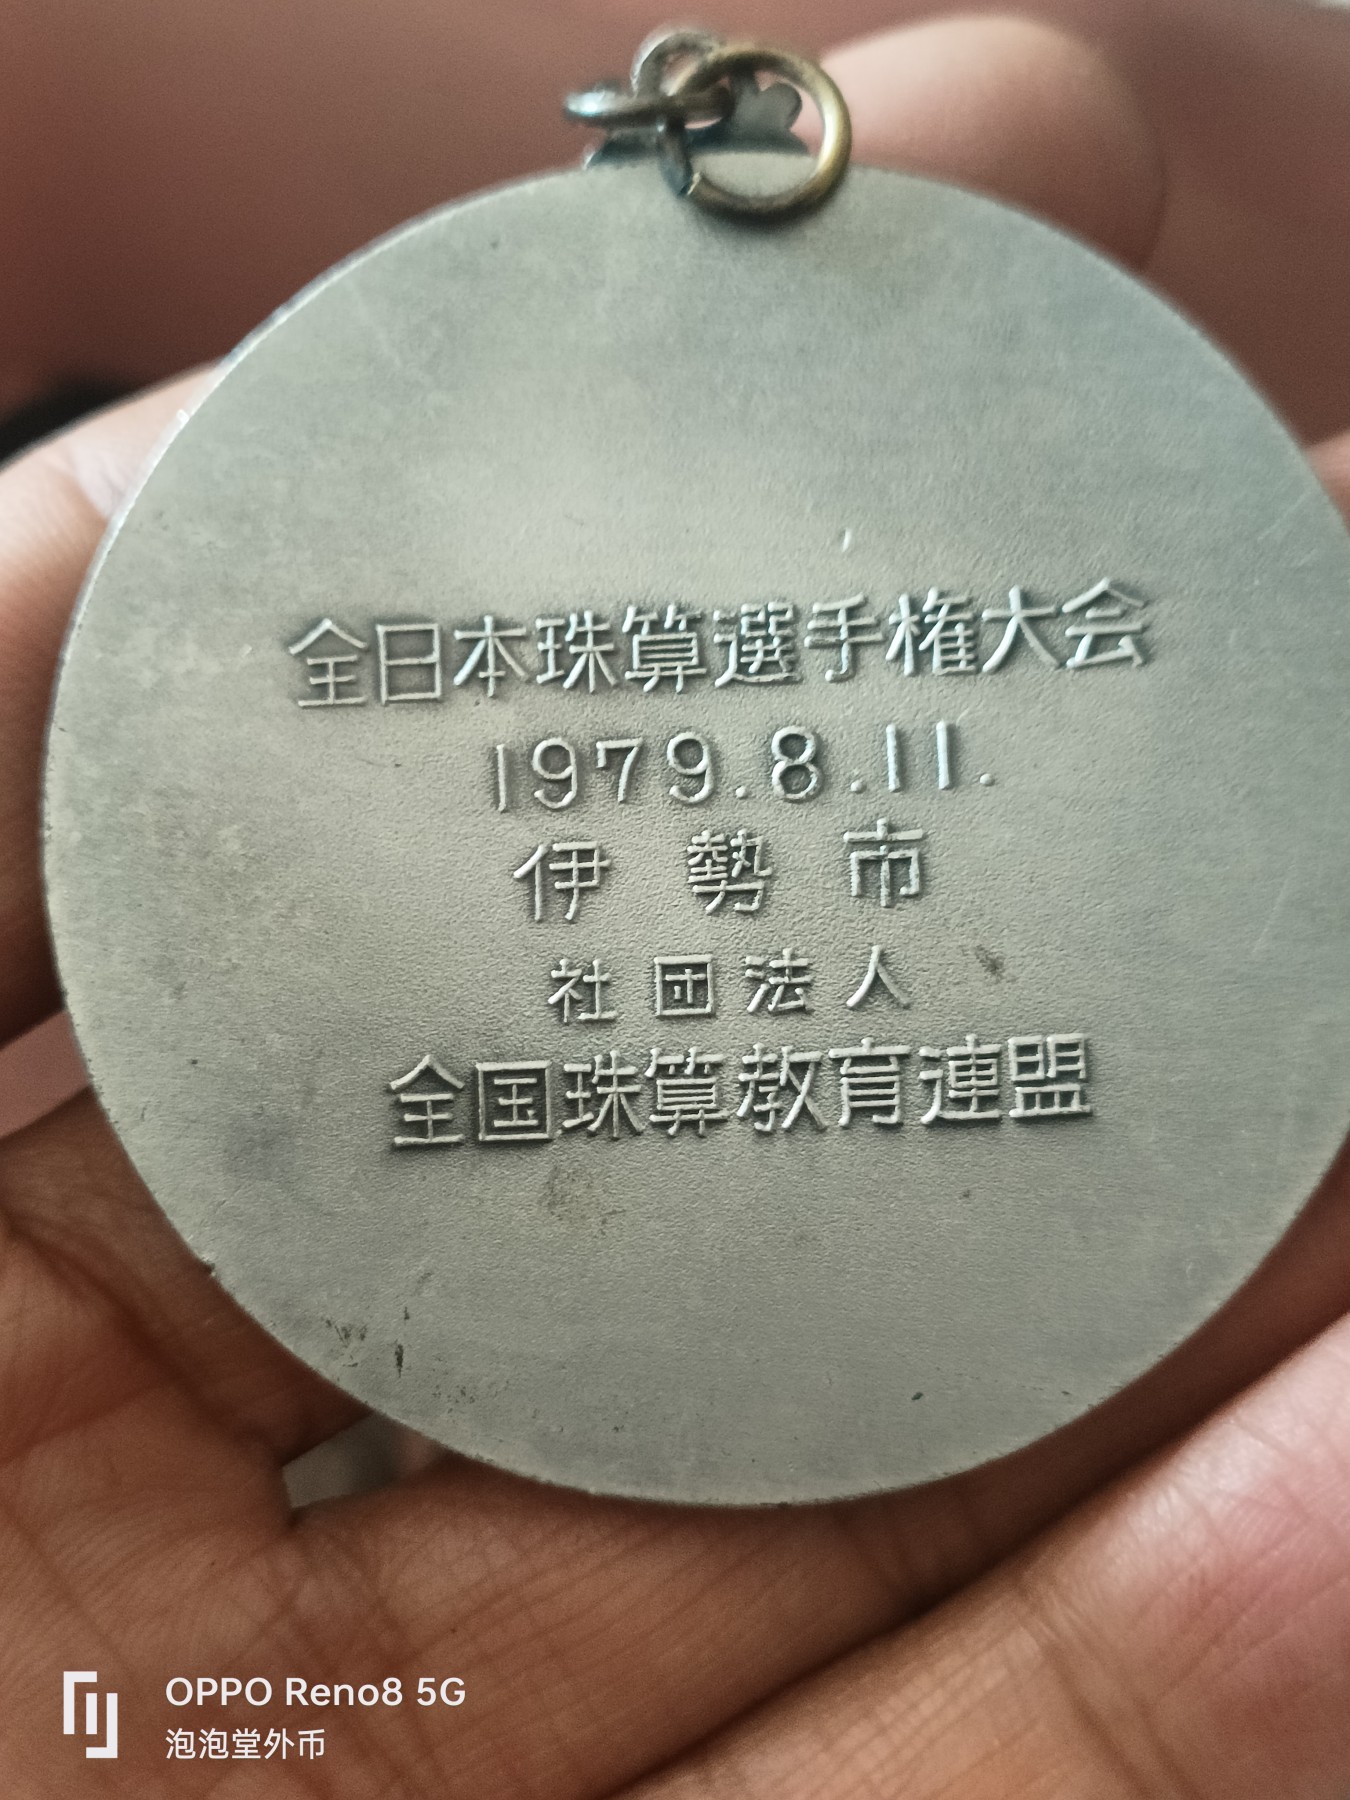 全日本珠算選手権大会
1979.8.11.
伊勢市
社団法人
全国珠算教育連盟
OPPO Reno8 5G
泡泡堂外币